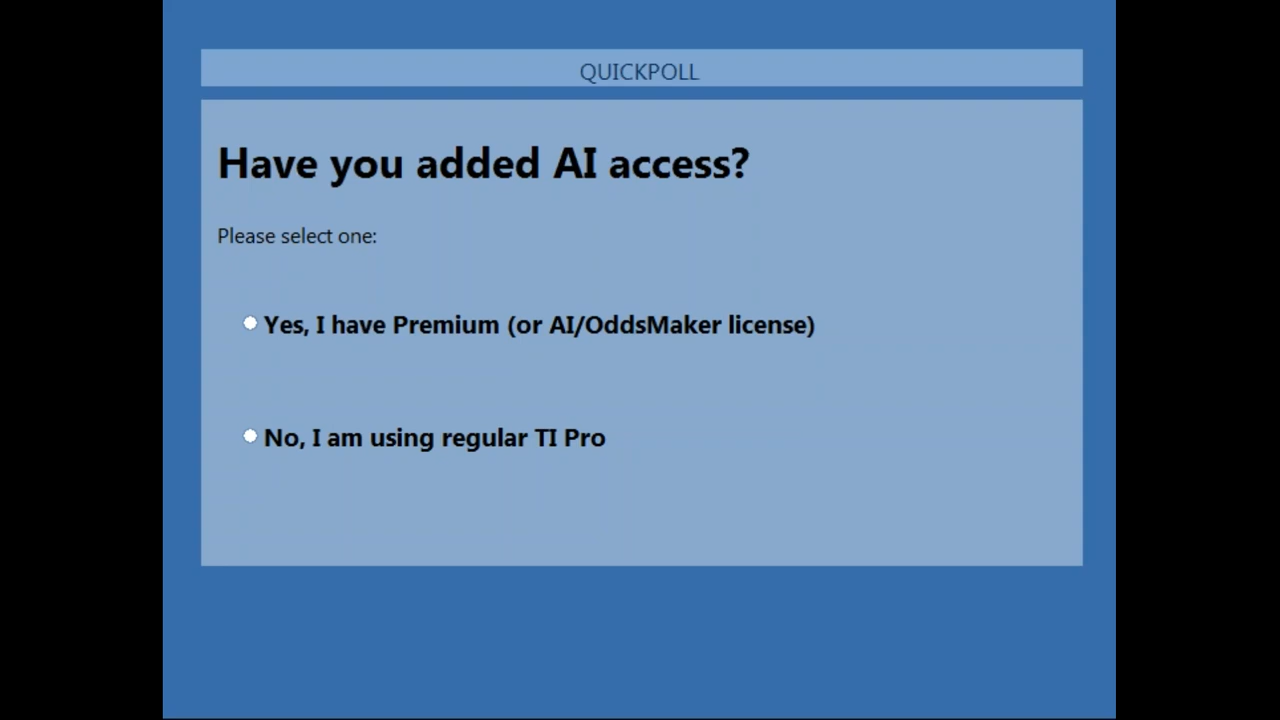 QUICKPOLL
Have you added AI access?
Please select one:
Yes, I have Premium (or AI/OddsMaker license)
No, I am using regular TI Pro